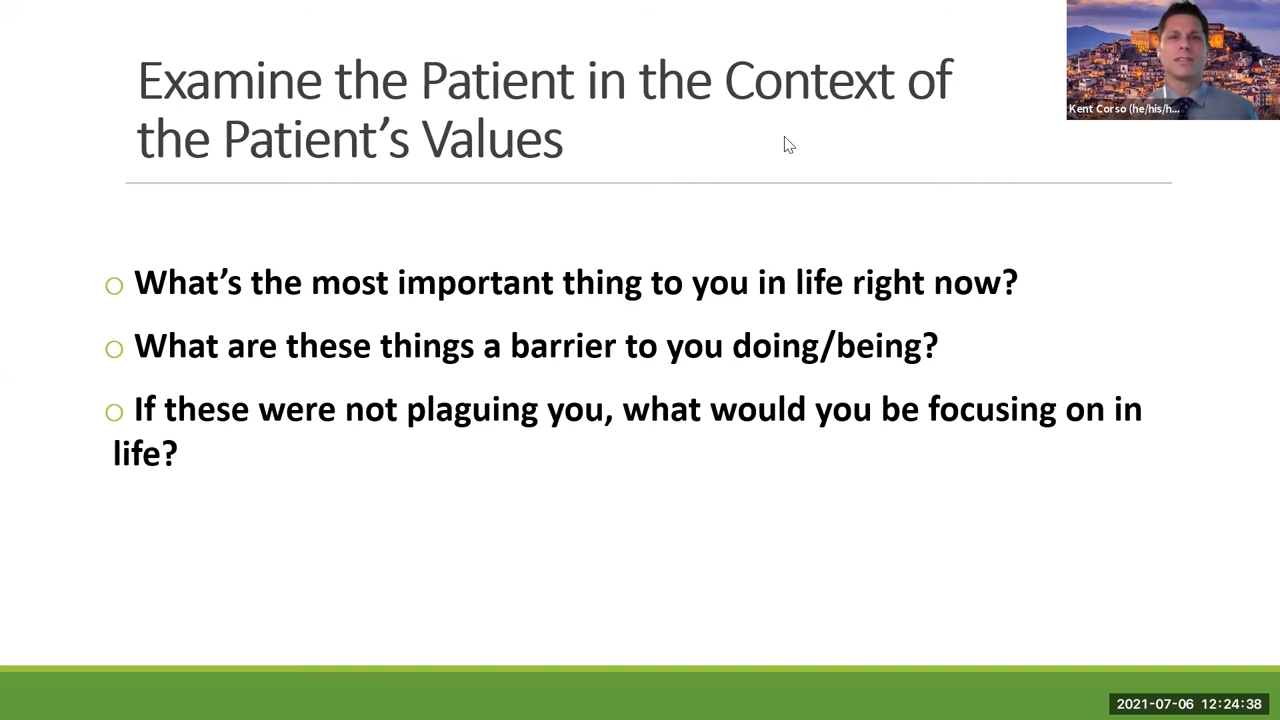 Examine the Patient in the Context of
the Patient’s Values
Kent Corso (he/his/h...
o What’s the most important thing to you in life right now?
o What are these things a barrier to you doing/being?
o If these were not plaguing you, what would you be focusing on in
life?
2021-07-06 12:24:38